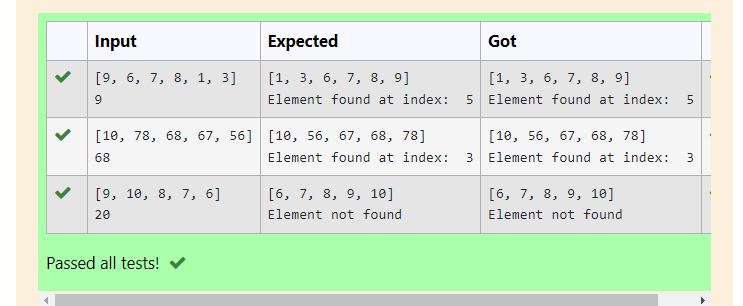 Input Expected Got
[9, 6, 7, 8, 1, 3] [1, 3, 6, 7, 8, 9] [1, 3, 6, 7, 8, 9]
9 Element found at index:  5 Element found at index:  5
[10, 78, 68, 67, 56] [10, 56, 67, 68, 78] [10, 56, 67, 68, 78]
68 Element found at index:  3 Element found at index:  3
[9, 10, 8, 7, 6] [6, 7, 8, 9, 10] [6, 7, 8, 9, 10]
20 Element not found Element not found
Passed all tests!